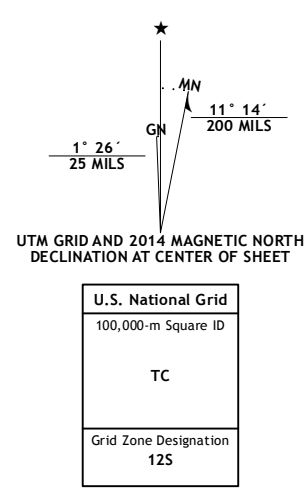 MN
11° 14´
200 MILS
GN
1° 26´
25 MILS
UTM GRID AND 2014 MAGNETIC NORTH
DECLINATION AT CENTER OF SHEET
U.S. National Grid
100,000-m Square ID
TC
Grid Zone Designation
12S